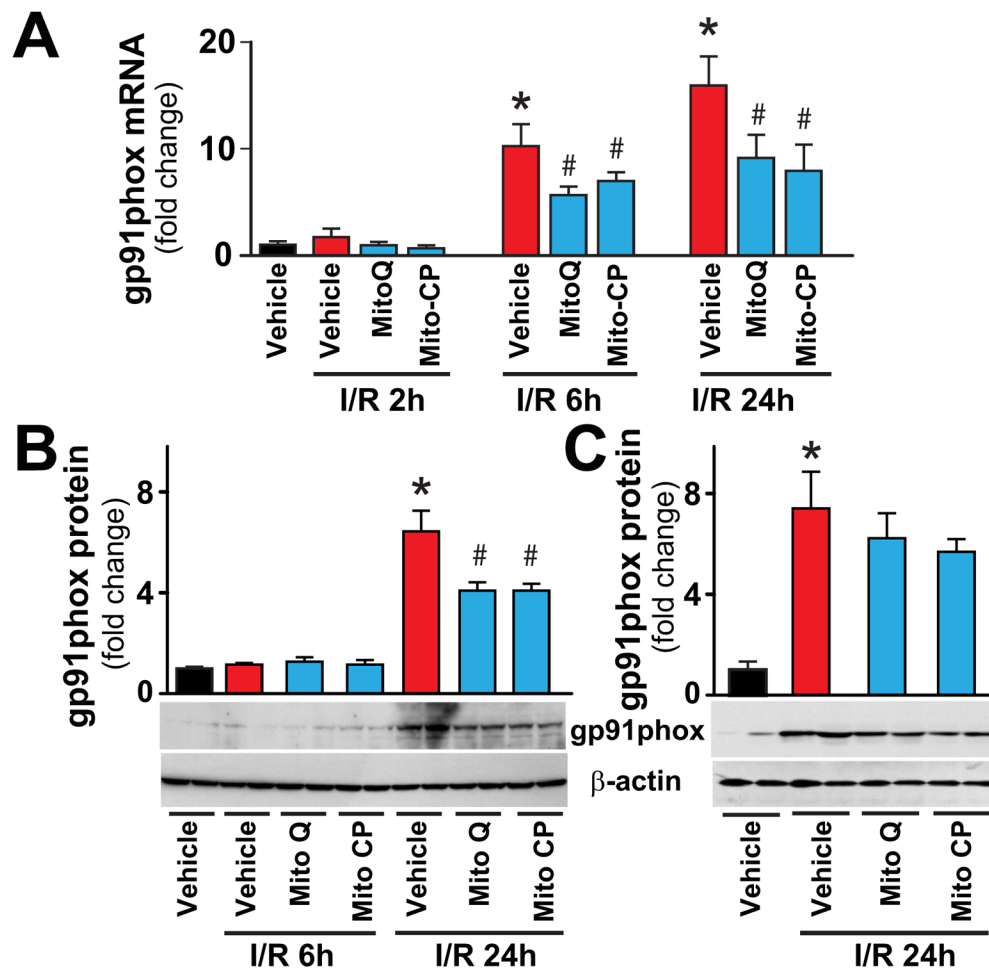 A
gp91phox mRNA
(fold change)
20
10
0
*
*
#
#
#
#
Vehicle
Vehicle
MitoQ
Mito-CP
Vehicle
MitoQ
Mito-CP
Vehicle
MitoQ
Mito-CP
I/R 2h
I/R 6h
I/R 24h
B
gp91phox protein
(fold change)
8
4
0
*
#
#
gp91phox
β-actin
Vehicle
Vehicle
Mito Q
Mito CP
Vehicle
Mito Q
Mito CP
I/R 6h
I/R 24h
C
gp91phox protein
(fold change)
8
4
0
*
Vehicle
Vehicle
Mito Q
Mito CP
I/R 24h